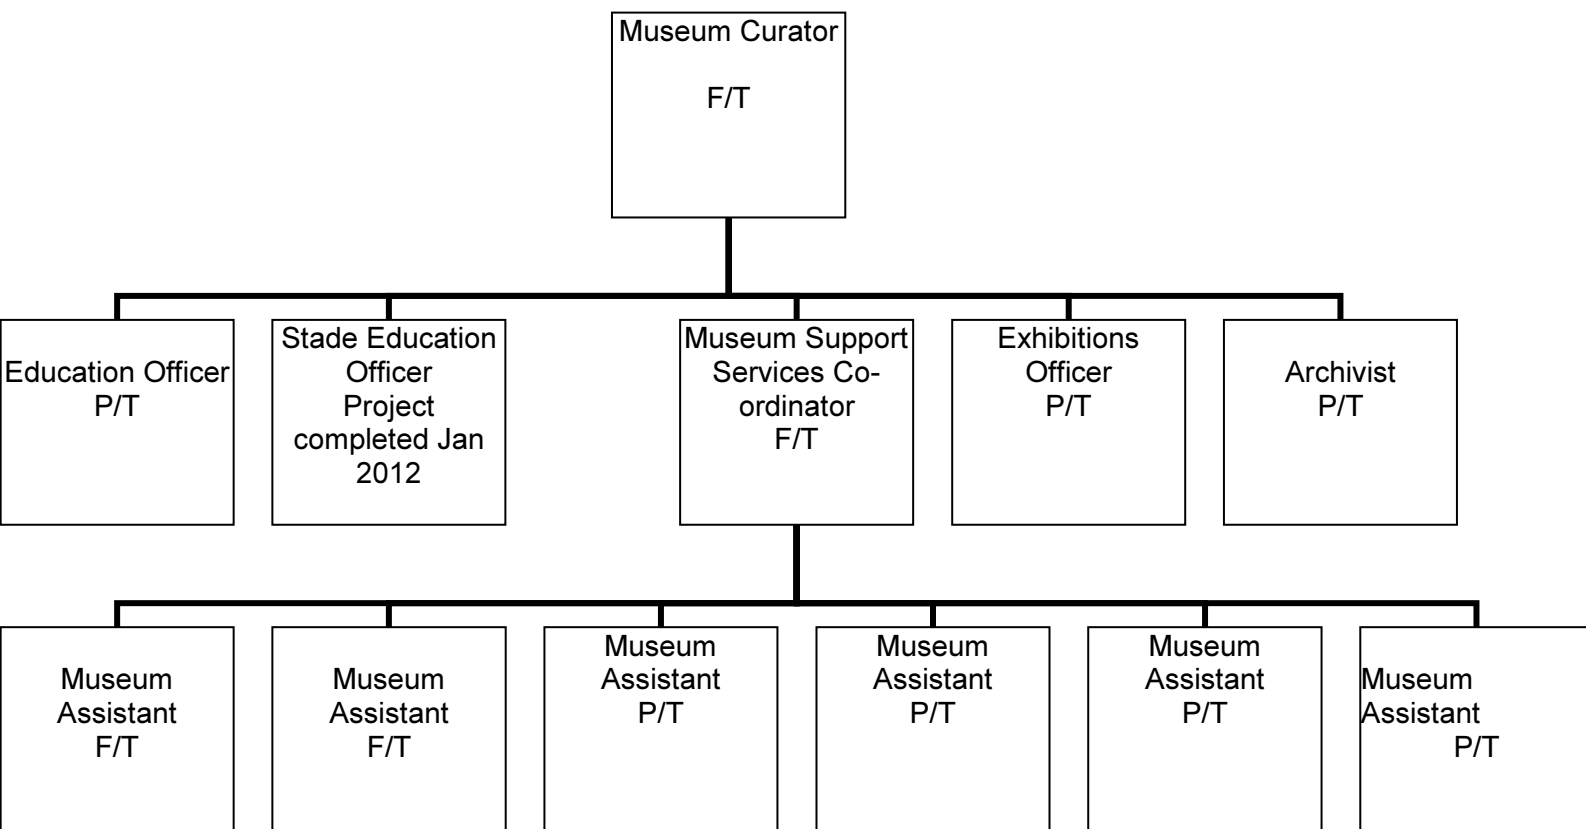 Museum Curator
F/T
Education Officer
P/T
Stade Education
Officer
Project
completed Jan
2012
Museum Support
Services Co-
ordinator
F/T
Exhibitions
Officer
P/T
Archivist
P/T
Museum
Assistant
F/T
Museum
Assistant
F/T
Museum
Assistant
P/T
Museum
Assistant
P/T
Museum
Assistant
P/T
Museum
Assistant
P/T